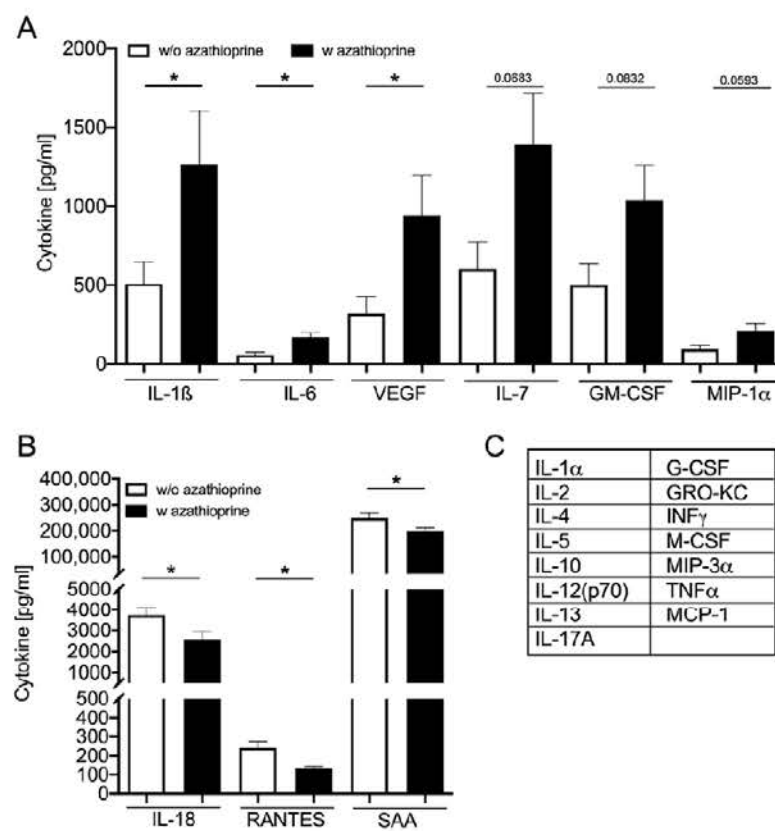 A
w/o azathioprine w azathioprine
* * * 0.0683 0.0832 0.0593
Cytokine [pg/ml]
2000
1500
1000
500
0
IL-1ß IL-6 VEGF IL-7 GM-CSF MIP-1α
B
w/o azathioprine
w azathioprine
* * *
Cytokine [pg/ml]
400,000
300,000
200,000
100,000
5000
4000
3000
2000
1000
500
400
300
200
100
0
IL-18 RANTES SAA
C
IL-1α G-CSF
IL-2 GRO-KC
IL-4 INFγ
IL-5 M-CSF
IL-10 MIP-3α
IL-12(p70) TNFα
IL-13 MCP-1
IL-17A